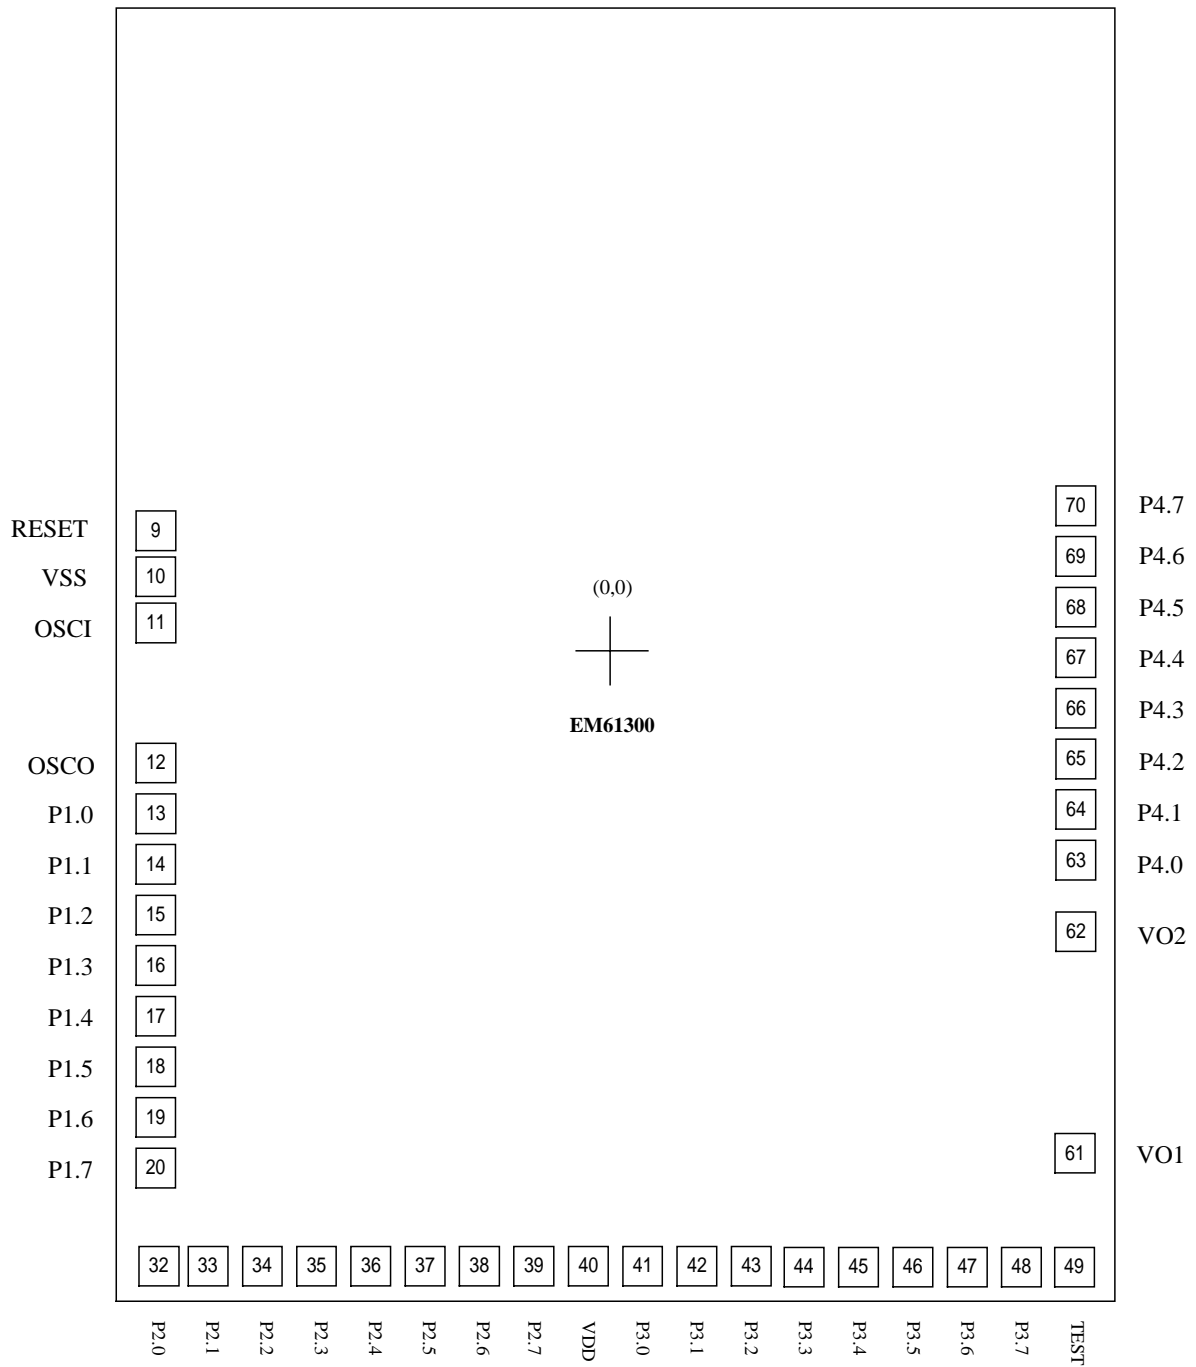 70 P4.7
RESET 9
69 P4.6
VSS 10
(0,0)
68 P4.5
OSCI 11
67 P4.4
66 P4.3
EM61300
65 P4.2
OSCO 12
64 P4.1
P1.0 13
63 P4.0
P1.1 14
P1.2 15
62 VO2
P1.3 16
P1.4 17
P1.5 18
P1.6 19
61 VO1
P1.7 20
32 33 34 35 36 37 38 39 40 41 42 43 44 45 46 47 48 49
P2.0 P2.1 P2.2 P2.3 P2.4 P2.5 P2.6 P2.7 VDD P3.0 P3.1 P3.2 P3.3 P3.4 P3.5 P3.6 P3.7 TEST